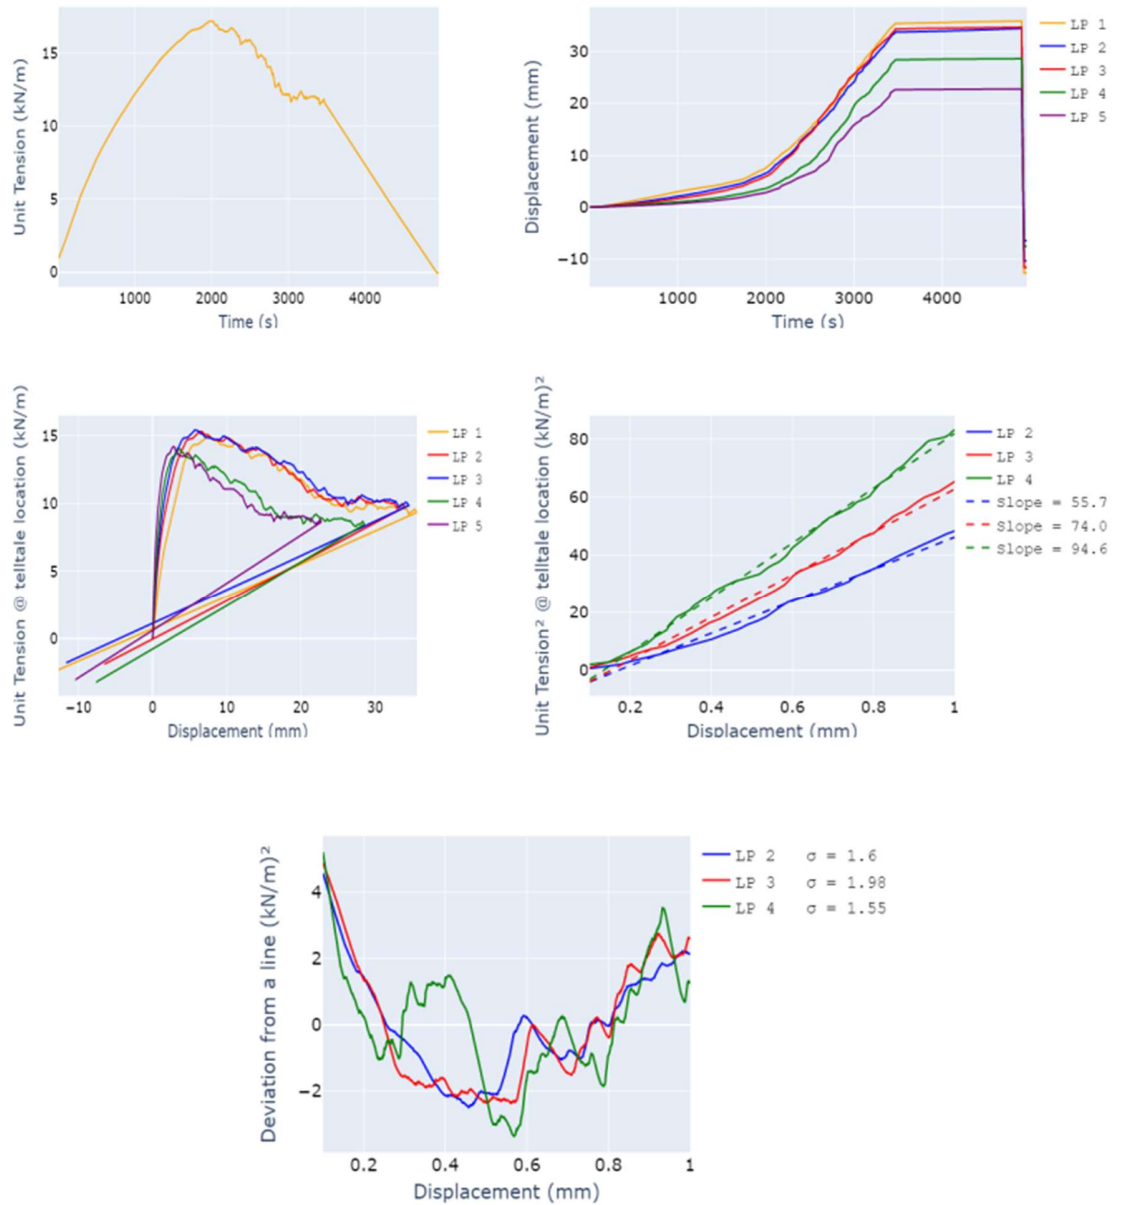 Unit Tension (kN/m)
15
10
5
0
1000 2000 3000 4000
Time (s)
Displacement (mm)
30
20
10
0
−10
1000 2000 3000 4000
Time (s)
LP 1
LP 2
LP 3
LP 4
LP 5
Unit Tension @ telltale location (kN/m)
15
10
5
0
−10 0 10 20 30
Displacement (mm)
LP 1
LP 2
LP 3
LP 4
LP 5
Unit Tension² @ telltale location (kN/m)²
80
60
40
20
0
0.2 0.4 0.6 0.8 1
Displacement (mm)
LP 2
LP 3
LP 4
Slope = 55.7
Slope = 74.0
Slope = 94.6
Deviation from a line (kN/m)²
4
2
0
−2
0.2 0.4 0.6 0.8 1
Displacement (mm)
LP 2 σ = 1.6
LP 3 σ = 1.98
LP 4 σ = 1.55